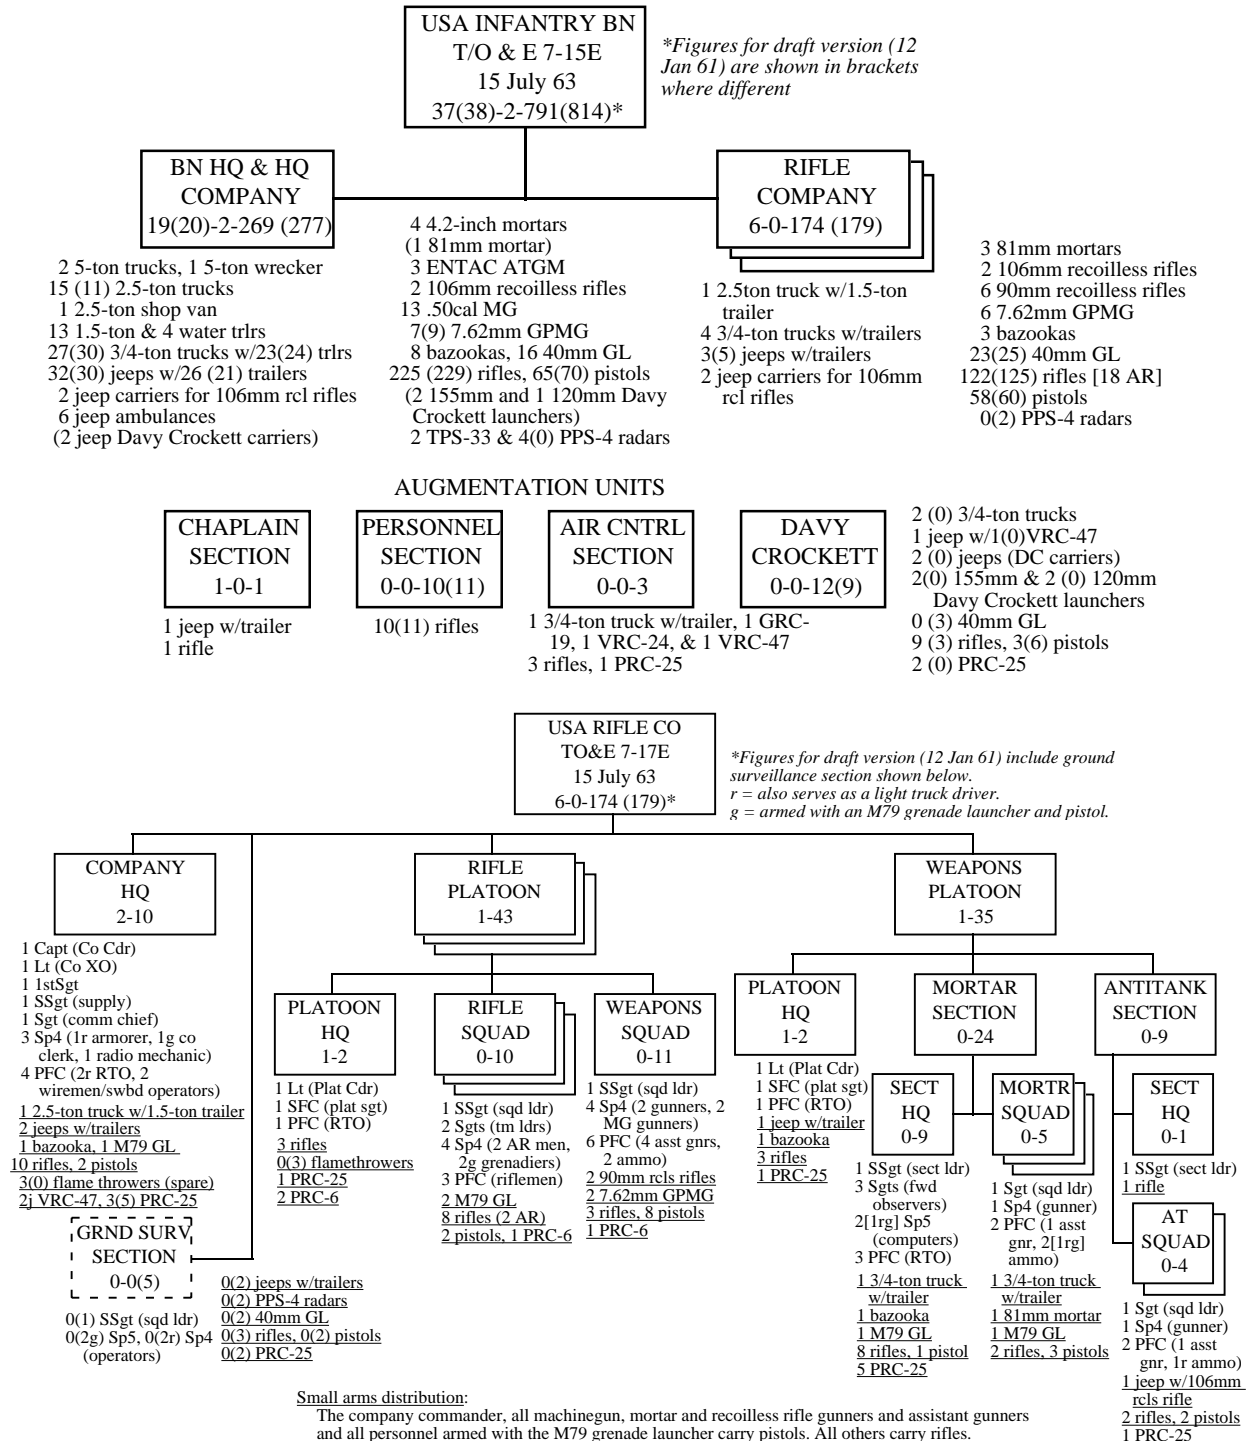 USA INFANTRY BN
T/O & E 7-15E
15 July 63
37(38)-2-791(814)*
*Figures for draft version (12
Jan 61) are shown in brackets
where different
BN HQ & HQ
COMPANY
19(20)-2-269 (277)
2 5-ton trucks, 1 5-ton wrecker
15 (11) 2.5-ton trucks
1 2.5-ton shop van
13 1.5-ton & 4 water trlrs
27(30) 3/4-ton trucks w/23(24) trlrs
32(30) jeeps w/26 (21) trailers
2 jeep carriers for 106mm rcl rifles
6 jeep ambulances
(2 jeep Davy Crockett carriers)
4 4.2-inch mortars
(1 81mm mortar)
3 ENTAC ATGM
2 106mm recoilless rifles
13 .50cal MG
7(9) 7.62mm GPMG
8 bazookas, 16 40mm GL
225 (229) rifles, 65(70) pistols
(2 155mm and 1 120mm Davy
Crockett launchers)
2 TPS-33 & 4(0) PPS-4 radars
RIFLE
COMPANY
6-0-174 (179)
1 2.5ton truck w/1.5-ton
trailer
4 3/4-ton trucks w/trailers
3(5) jeeps w/trailers
2 jeep carriers for 106mm
rcl rifles
3 81mm mortars
2 106mm recoilless rifles
6 90mm recoilless rifles
6 7.62mm GPMG
3 bazookas
23(25) 40mm GL
122(125) rifles [18 AR]
58(60) pistols
0(2) PPS-4 radars
AUGMENTATION UNITS
CHAPLAIN
SECTION
1-0-1
1 jeep w/trailer
1 rifle
PERSONNEL
SECTION
0-0-10(11)
10(11) rifles
AIR CNTRL
SECTION
0-0-3
1 3/4-ton truck w/trailer, 1 GRC-
19, 1 VRC-24, & 1 VRC-47
3 rifles, 1 PRC-25
DAVY
CROCKETT
0-0-12(9)
2 (0) 3/4-ton trucks
1 jeep w/1(0)VRC-47
2 (0) jeeps (DC carriers)
2(0) 155mm & 2 (0) 120mm
Davy Crockett launchers
0 (3) 40mm GL
9 (3) rifles, 3(6) pistols
2 (0) PRC-25
USA RIFLE CO
TO&E 7-17E
15 July 63
6-0-174 (179)*
*Figures for draft version (12 Jan 61) include ground
surveillance section shown below.
r = also serves as a light truck driver.
g = armed with an M79 grenade launcher and pistol.
COMPANY
HQ
2-10
1 Capt (Co Cdr)
1 Lt (Co XO)
1 1stSgt
1 SSgt (supply)
1 Sgt (comm chief)
3 Sp4 (1r armorer, 1g co
clerk, 1 radio mechanic)
4 PFC (2r RTO, 2
wiremen/swbd operators)
1 2.5-ton truck w/1.5-ton trailer
2 jeeps w/trailers
1 bazooka, 1 M79 GL
10 rifles, 2 pistols
3(0) flame throwers (spare)
2j VRC-47, 3(5) PRC-25
GRND SURV
SECTION
0-0(5)
0(1) SSgt (sqd ldr)
0(2g) Sp5, 0(2r) Sp4
(operators)
0(2) jeeps w/trailers
0(2) PPS-4 radars
0(2) 40mm GL
0(3) rifles, 0(2) pistols
0(2) PRC-25
RIFLE
PLATOON
1-43
PLATOON
HQ
1-2
1 Lt (Plat Cdr)
1 SFC (plat sgt)
1 PFC (RTO)
3 rifles
0(3) flamethrowers
1 PRC-25
2 PRC-6
RIFLE
SQUAD
0-10
1 SSgt (sqd ldr)
2 Sgts (tm ldrs)
4 Sp4 (2 AR men,
2g grenadiers)
3 PFC (riflemen)
2 M79 GL
8 rifles (2 AR)
2 pistols, 1 PRC-6
WEAPONS
SQUAD
0-11
1 SSgt (sqd ldr)
4 Sp4 (2 gunners, 2
MG gunners)
6 PFC (4 asst gnrs,
2 ammo)
2 90mm rcls rifles
2 7.62mm GPMG
3 rifles, 8 pistols
1 PRC-6
WEAPONS
PLATOON
1-35
PLATOON
HQ
1-2
1 Lt (Plat Cdr)
1 SFC (plat sgt)
1 PFC (RTO)
1 jeep w/trailer
1 bazooka
3 rifles
1 PRC-25
MORTAR
SECTION
0-24
SECT
HQ
0-9
1 SSgt (sect ldr)
3 Sgts (fwd
observers)
2[1rg] Sp5
(computers)
3 PFC (RTO)
1 3/4-ton truck
w/trailer
1 bazooka
1 M79 GL
8 rifles, 1 pistol
5 PRC-25
MORTR
SQUAD
0-5
1 Sgt (sqd ldr)
1 Sp4 (gunner)
2 PFC (1 asst
gnr, 2[1rg]
ammo)
1 3/4-ton truck
w/trailer
1 81mm mortar
1 M79 GL
2 rifles, 3 pistols
ANTITANK
SECTION
0-9
SECT
HQ
0-1
1 SSgt (sect ldr)
1 rifle
AT
SQUAD
0-4
1 Sgt (sqd ldr)
1 Sp4 (gunner)
2 PFC (1 asst
gnr, 1r ammo)
1 jeep w/106mm
rcls rifle
2 rifles, 2 pistols
1 PRC-25
Small arms distribution:
The company commander, all machinegun, mortar and recoilless rifle gunners and assistant gunners
and all personnel armed with the M79 grenade launcher carry pistols. All others carry rifles.